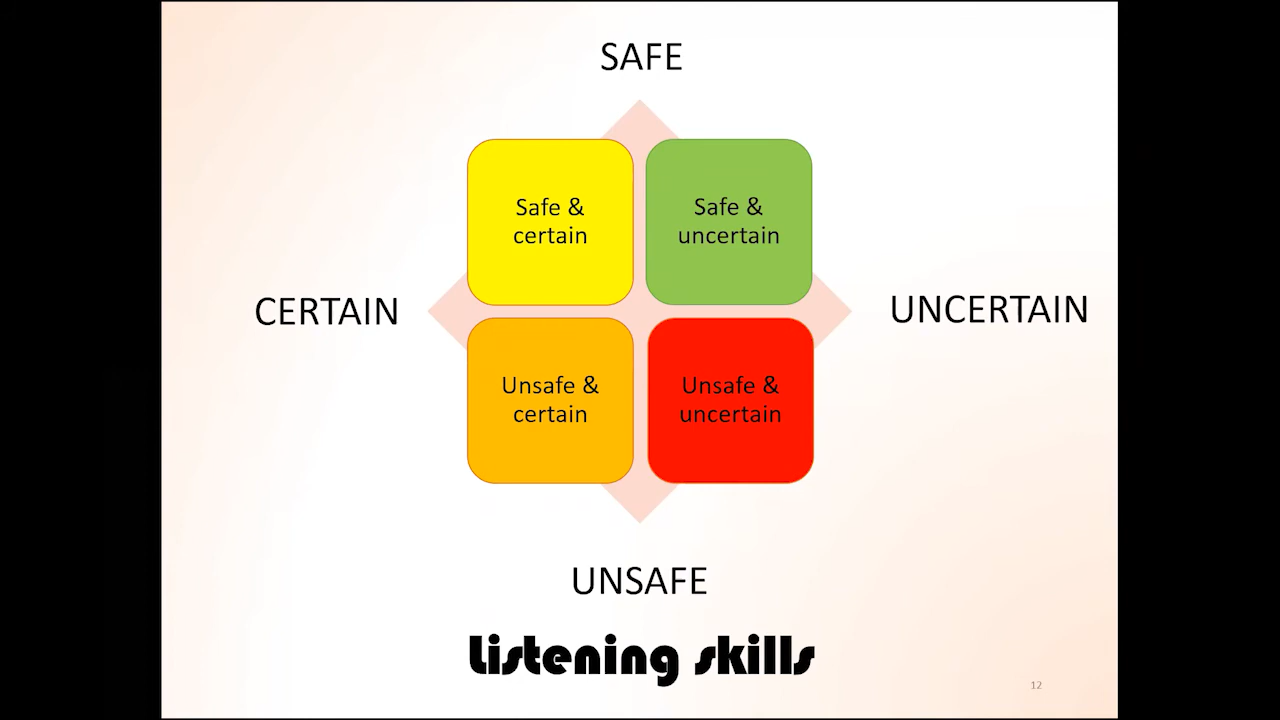 SAFE
Safe &
certain
Safe &
uncertain
CERTAIN
UNCERTAIN
Unsafe &
certain
Unsafe &
uncertain
UNSAFE
Listening skills
12